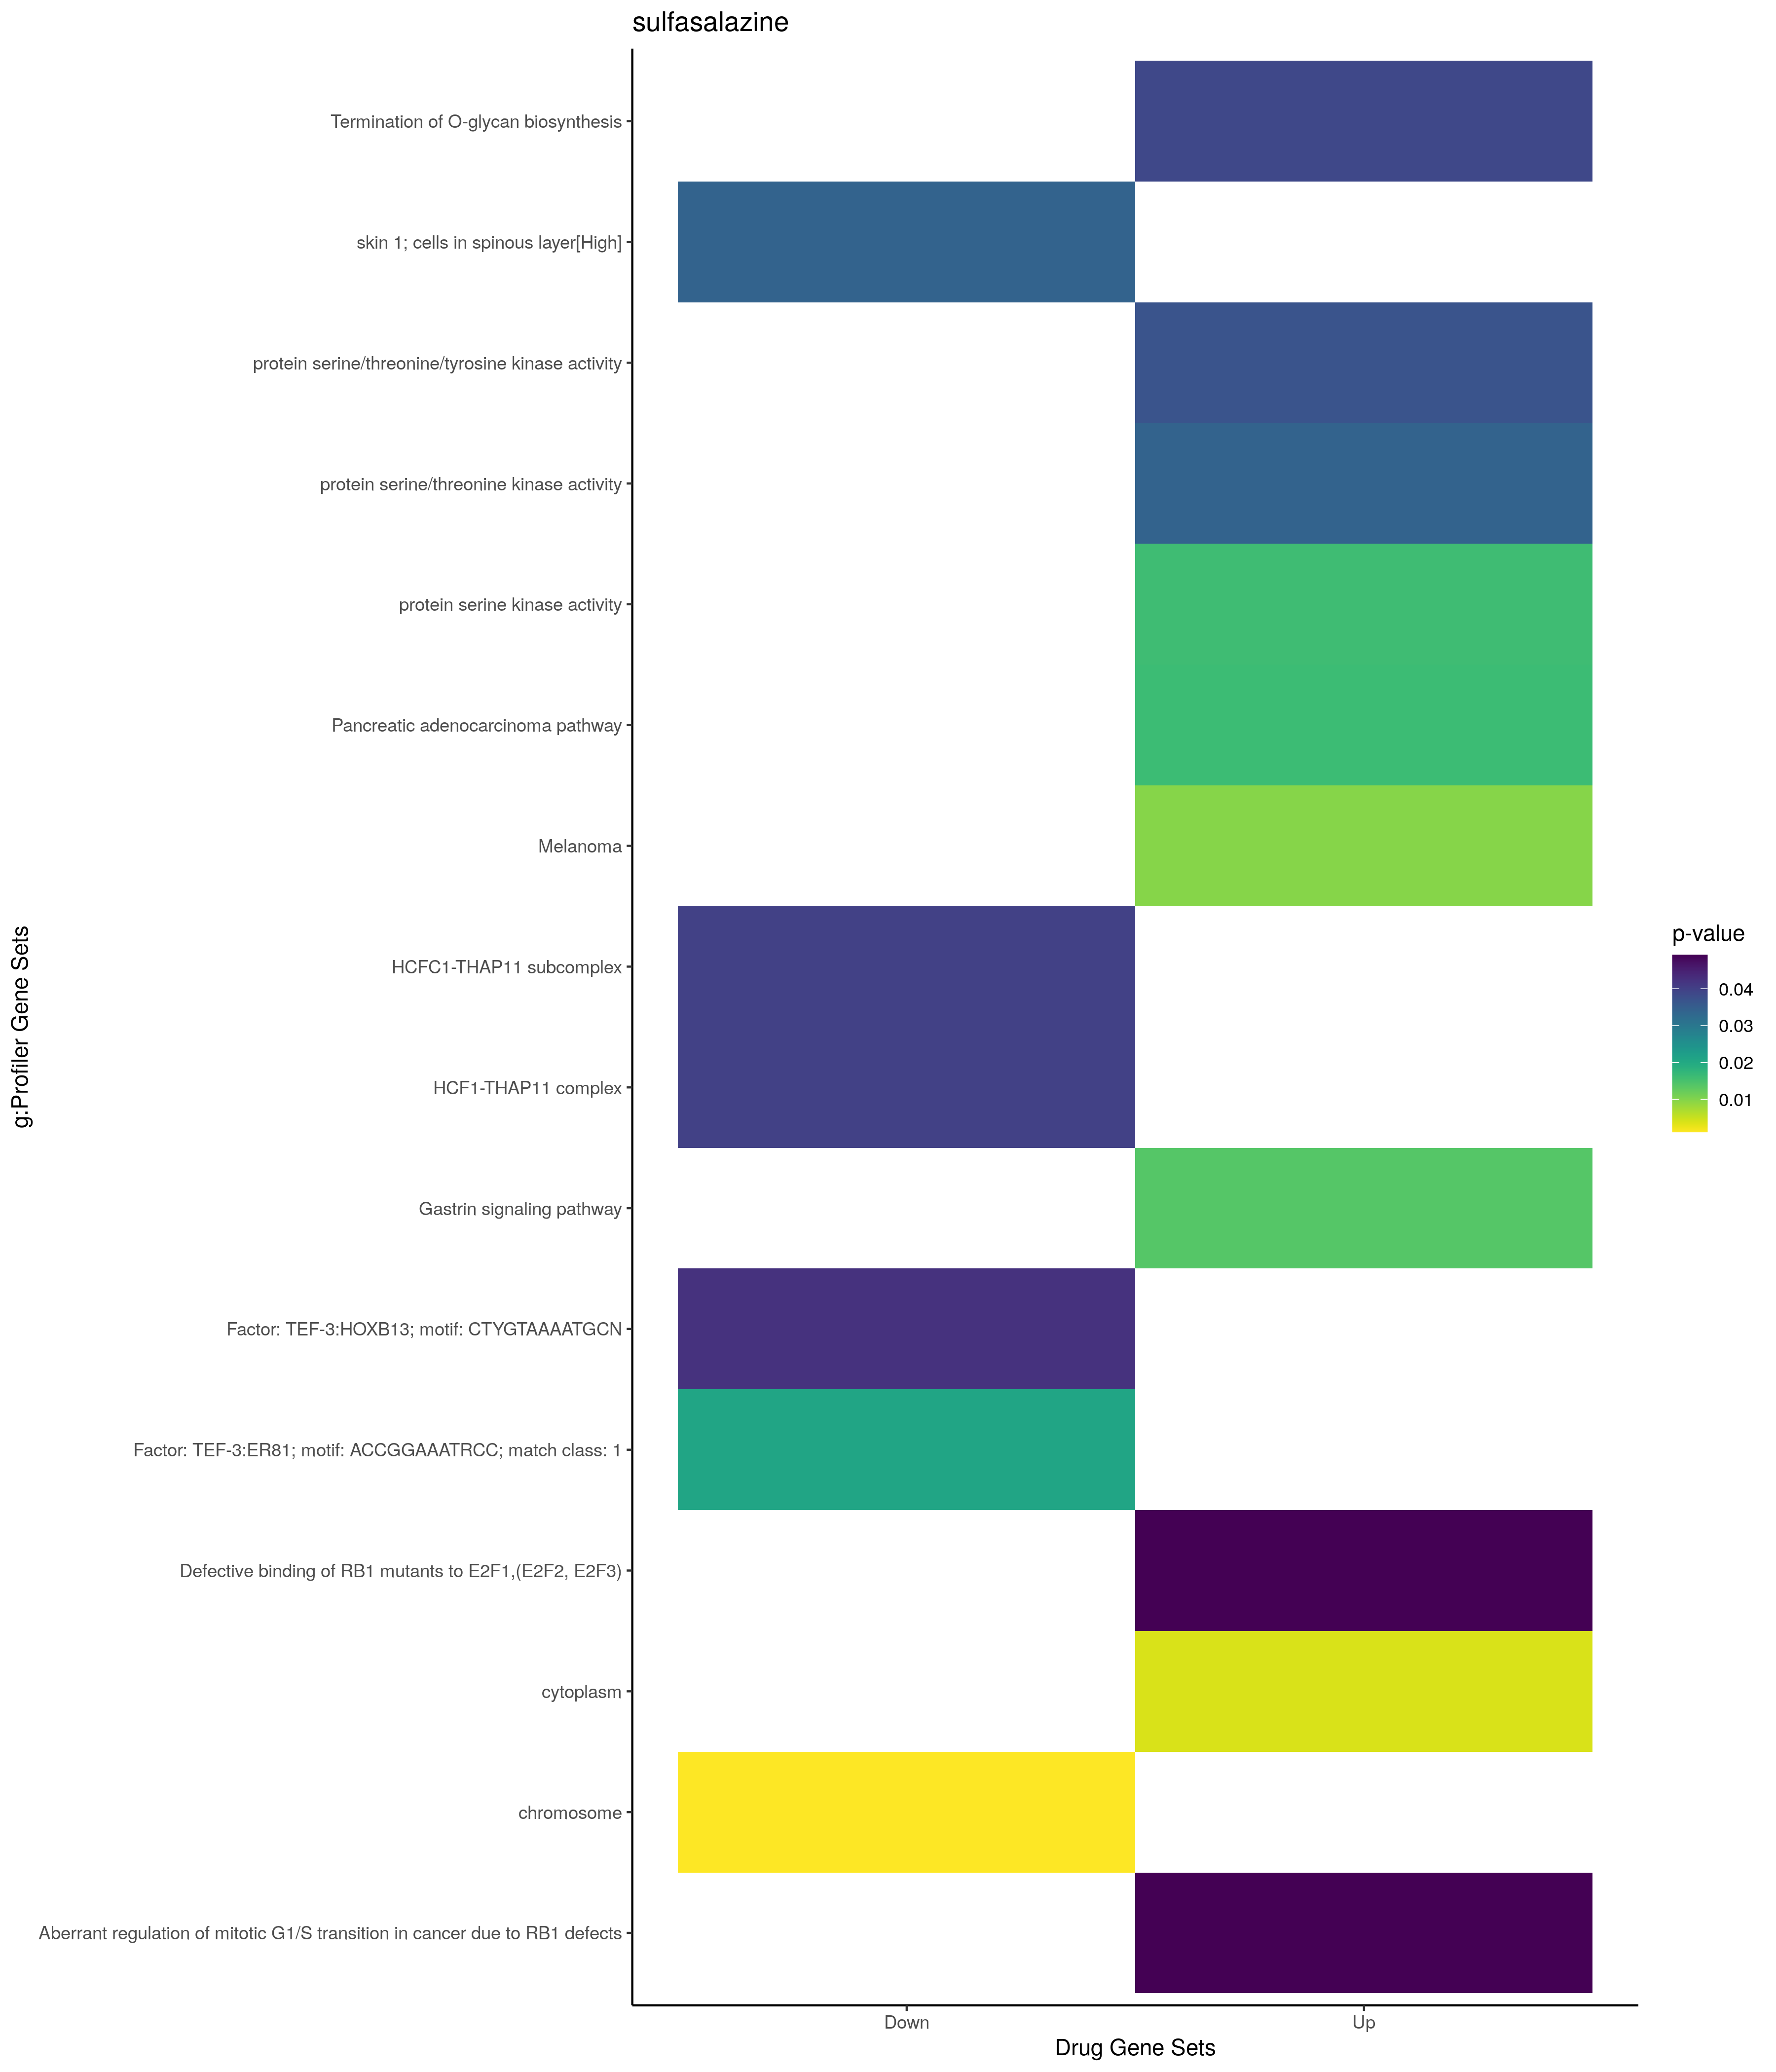 sulfasalazine
Termination of O-glycan biosynthesis
skin 1; cells in spinous layer[High]
protein serine/threonine/tyrosine kinase activity
protein serine/threonine kinase activity
protein serine kinase activity
Pancreatic adenocarcinoma pathway
Melanoma
HCFC1-THAP11 subcomplex
HCF1-THAP11 complex
Gastrin signaling pathway
Factor: TEF-3:HOXB13; motif: CTYGTAAAATGCN
Factor: TEF-3:ER81; motif: ACCGGAAATRCC; match class: 1
Defective binding of RB1 mutants to E2F1,(E2F2, E2F3)
cytoplasm
chromosome
Aberrant regulation of mitotic G1/S transition in cancer due to RB1 defects
g:Profiler Gene Sets
Down
Up
Drug Gene Sets
p-value
0.04
0.03
0.02
0.01